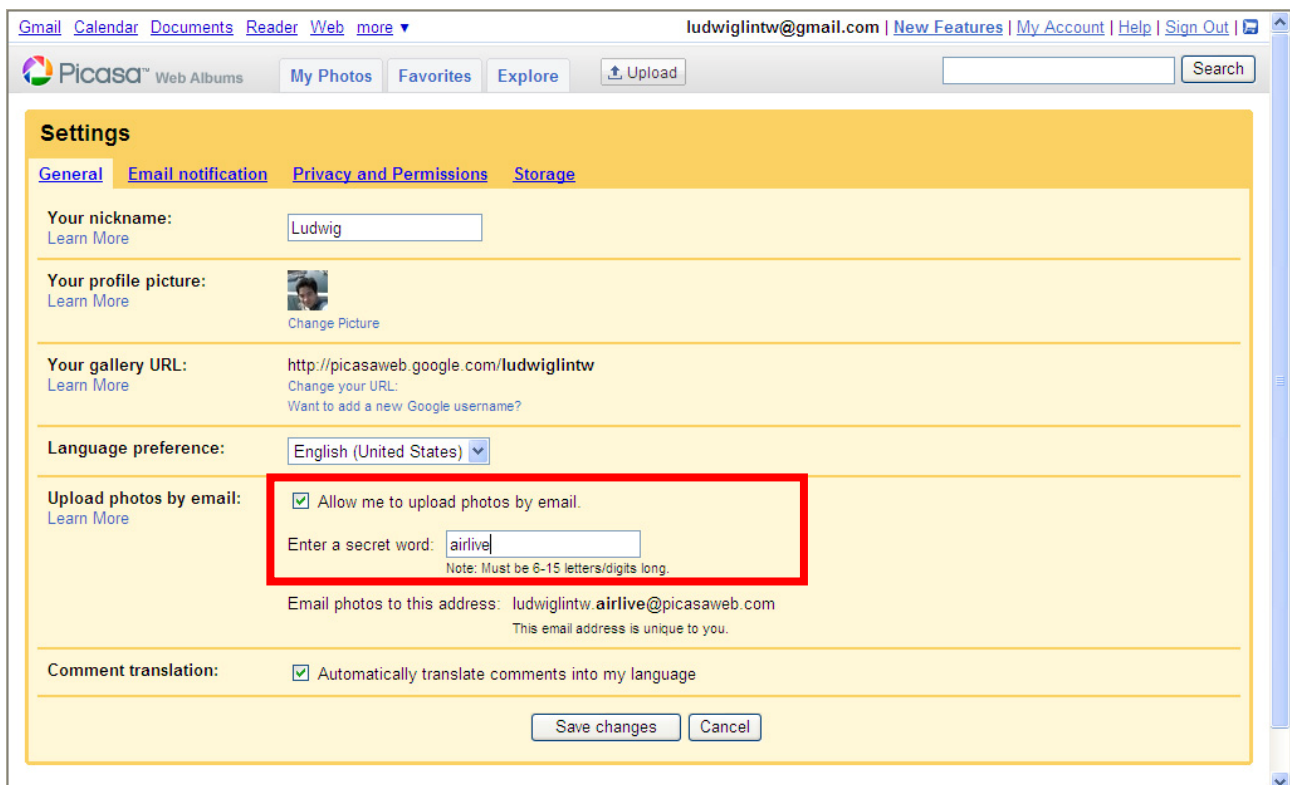 Gmail Calendar Documents Reader Web more ▼ ludwiglintw@gmail.com | New Features | My Account | Help | Sign Out |
Picasa™ Web Albums My Photos Favorites Explore Upload Search
Settings
General Email notification Privacy and Permissions Storage
Your nickname: Ludwig
Learn More
Your profile picture:
Learn More
Change Picture
Your gallery URL: http://picasaweb.google.com/ludwiglintw
Learn More Change your URL:
Want to add a new Google username?
Language preference: English (United States)
Upload photos by email: Allow me to upload photos by email.
Learn More
Enter a secret word: airlive
Note: Must be 6-15 letters/digits long.
Email photos to this address: ludwiglintw.airlive@picasaweb.com
This email address is unique to you.
Comment translation: Automatically translate comments into my language
Save changes Cancel